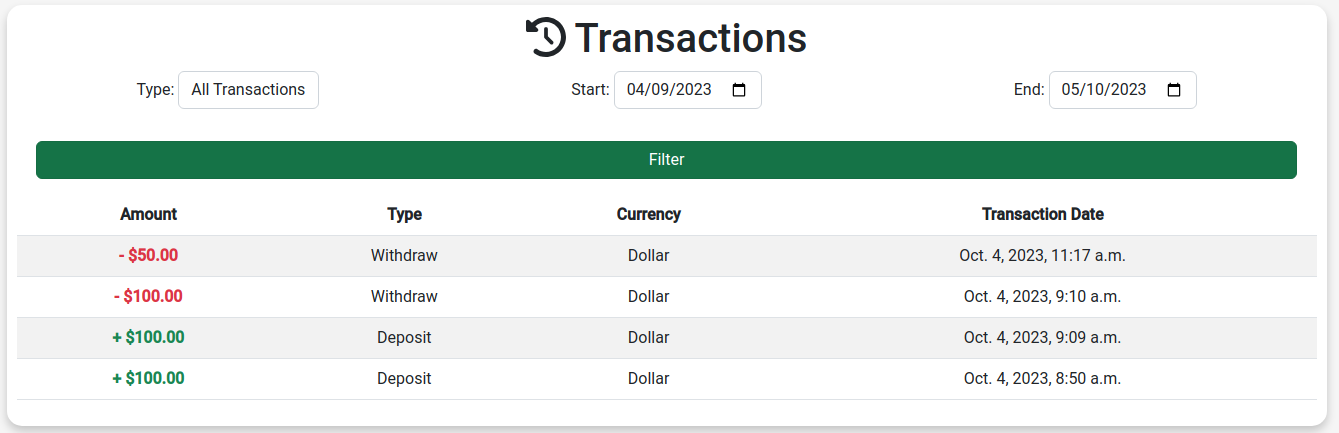 Transactions
Type: All Transactions Start: 04/09/2023 End: 05/10/2023
Filter
Amount Type Currency Transaction Date
- $50.00 Withdraw Dollar Oct. 4, 2023, 11:17 a.m.
- $100.00 Withdraw Dollar Oct. 4, 2023, 9:10 a.m.
+ $100.00 Deposit Dollar Oct. 4, 2023, 9:09 a.m.
+ $100.00 Deposit Dollar Oct. 4, 2023, 8:50 a.m.